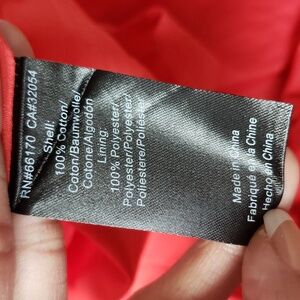 RN#66170 CA#32054
Shell:
100% Cotton/
Coton/Baumwolle/
Cotone/Algodón
Lining:
100% Polyester/
Polyester/Polyester/
Poliestere/Poliéster
Made in China
Fabriqué en la Chine
Hecho en China